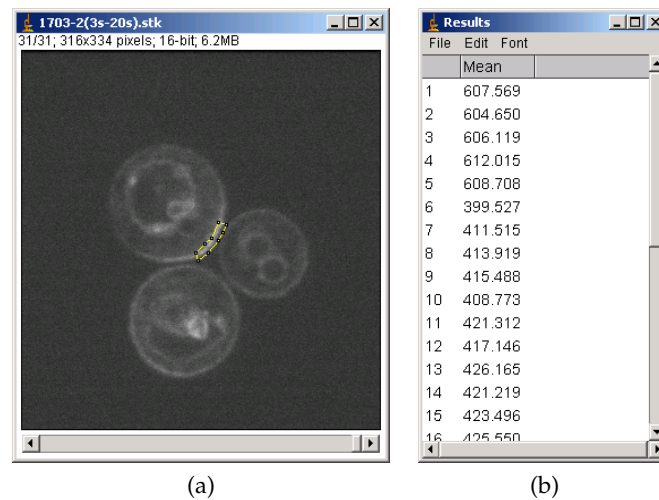 1703-2(3s-20s).stk
31/31; 316x334 pixels; 16-bit; 6.2MB
Results
File Edit Font
Mean
1 607.569
2 604.650
3 606.119
4 612.015
5 608.708
6 399.527
7 411.515
8 413.919
9 415.488
10 408.773
11 421.312
12 417.146
13 426.165
14 421.219
15 423.496
16 425.550
(a)
(b)